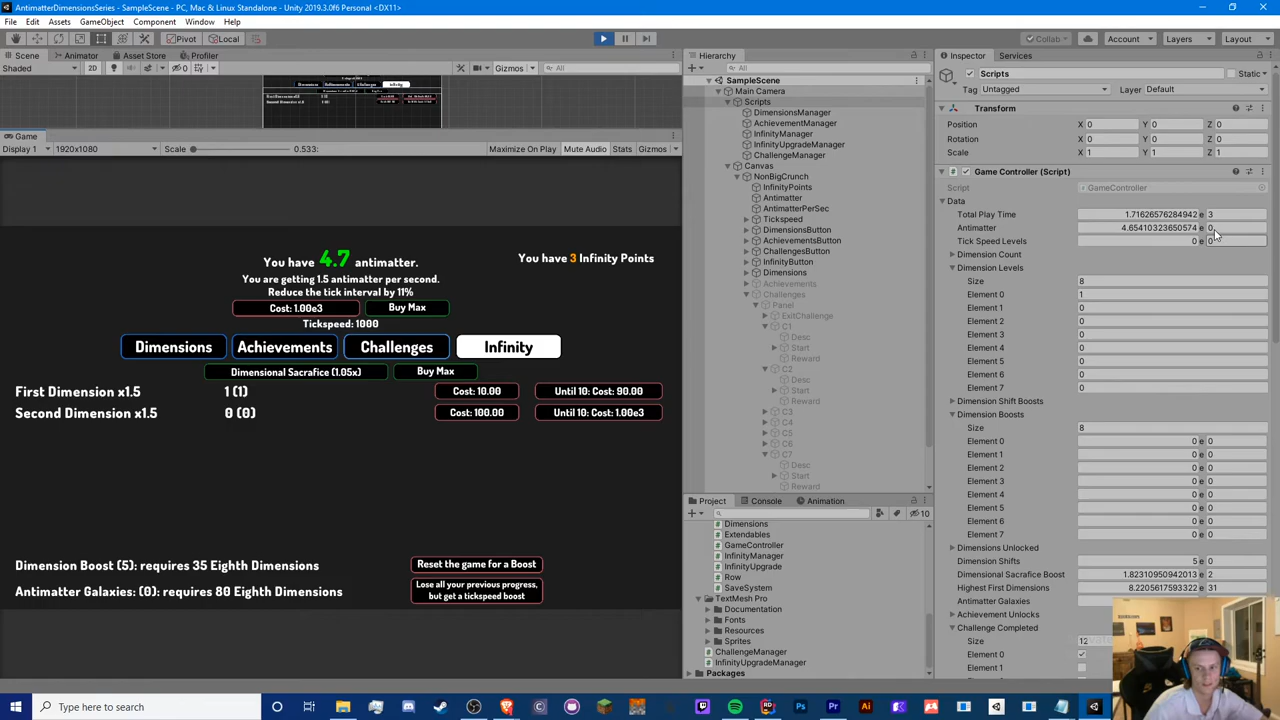 AntimatterDimensionsSeries - SampleScene - PC, Mac & Linux Standalone - Unity 2019.3.0f6 Personal <DX11>
File Edit Assets GameObject Component Window Help
Pivot Local Collab Account Layers Layout
Scene Animator Asset Store Profiler
Shaded 2D 0 Gizmos All
Game
Display 1 1920x1080 Scale 0.533: Maximize On Play Mute Audio Stats Gizmos
You have 4.7 antimatter.
You have 3 Infinity Points
You are getting 1.5 antimatter per second.
Reduce the tick interval by 11%
Cost: 1.00e3 Buy Max
Tickspeed: 1000
Dimensions Achievements Challenges Infinity
Dimensional Sacrafice (1.05x) Buy Max
First Dimension x1.5 1 (1) Cost: 10.00 Until 10: Cost: 90.00
Second Dimension x1.5 0 (0) Cost: 100.00 Until 10: Cost: 1.00e3
Dimension Boost (5): requires 35 Eighth Dimensions Reset the game for a Boost
Antimatter Galaxies: (0): requires 80 Eighth Dimensions Lose all your previous progress,
but get a tickspeed boost
Hierarchy
All
SampleScene
Main Camera
Scripts
DimensionsManager
AchievementManager
InfinityManager
InfinityUpgradeManager
ChallengeManager
Canvas
NonBigCrunch
InfinityPoints
Antimatter
AntimatterPerSec
Tickspeed
DimensionsButton
AchievementsButton
ChallengesButton
InfinityButton
Dimensions
Achievements
Challenges
Panel
ExitChallenge
C1
Desc
Start
Reward
C2
Desc
Start
Reward
C3
C4
C5
C6
C7
Desc
Start
Reward
Project Console Animation
10
Dimensions
Extendables
GameController
InfinityManager
InfinityUpgrade
Row
SaveSystem
TextMesh Pro
Documentation
Fonts
Resources
Sprites
ChallengeManager
InfinityUpgradeManager
Packages
Inspector Services
Scripts Static
Tag Untagged Layer Default
Transform
Position X 0 Y 0 Z 0
Rotation X 0 Y 0 Z 0
Scale X 1 Y 1 Z 1
Game Controller (Script)
Script GameController
Data
Total Play Time 1.71626576284942 e 3
Antimatter 4.65410323650574 e 0
Tick Speed Levels 0 e 0
Dimension Count
Dimension Levels
Size 8
Element 0 1
Element 1 0
Element 2 0
Element 3 0
Element 4 0
Element 5 0
Element 6 0
Element 7 0
Dimension Shift Boosts
Dimension Boosts
Size 8
Element 0 0 e 0
Element 1 0 e 0
Element 2 0 e 0
Element 3 0 e 0
Element 4 0 e 0
Element 5 0 e 0
Element 6 0 e 0
Element 7 0 e 0
Dimensions Unlocked
Dimension Shifts 5 e 0
Dimensional Sacrafice Boost 1.82310950942013 e 2
Highest First Dimensions 8.2205617593322 e 31
Antimatter Galaxies
Achievement Unlocks
Challenge Completed
Size 12
Element 0
Element 1
Type here to search